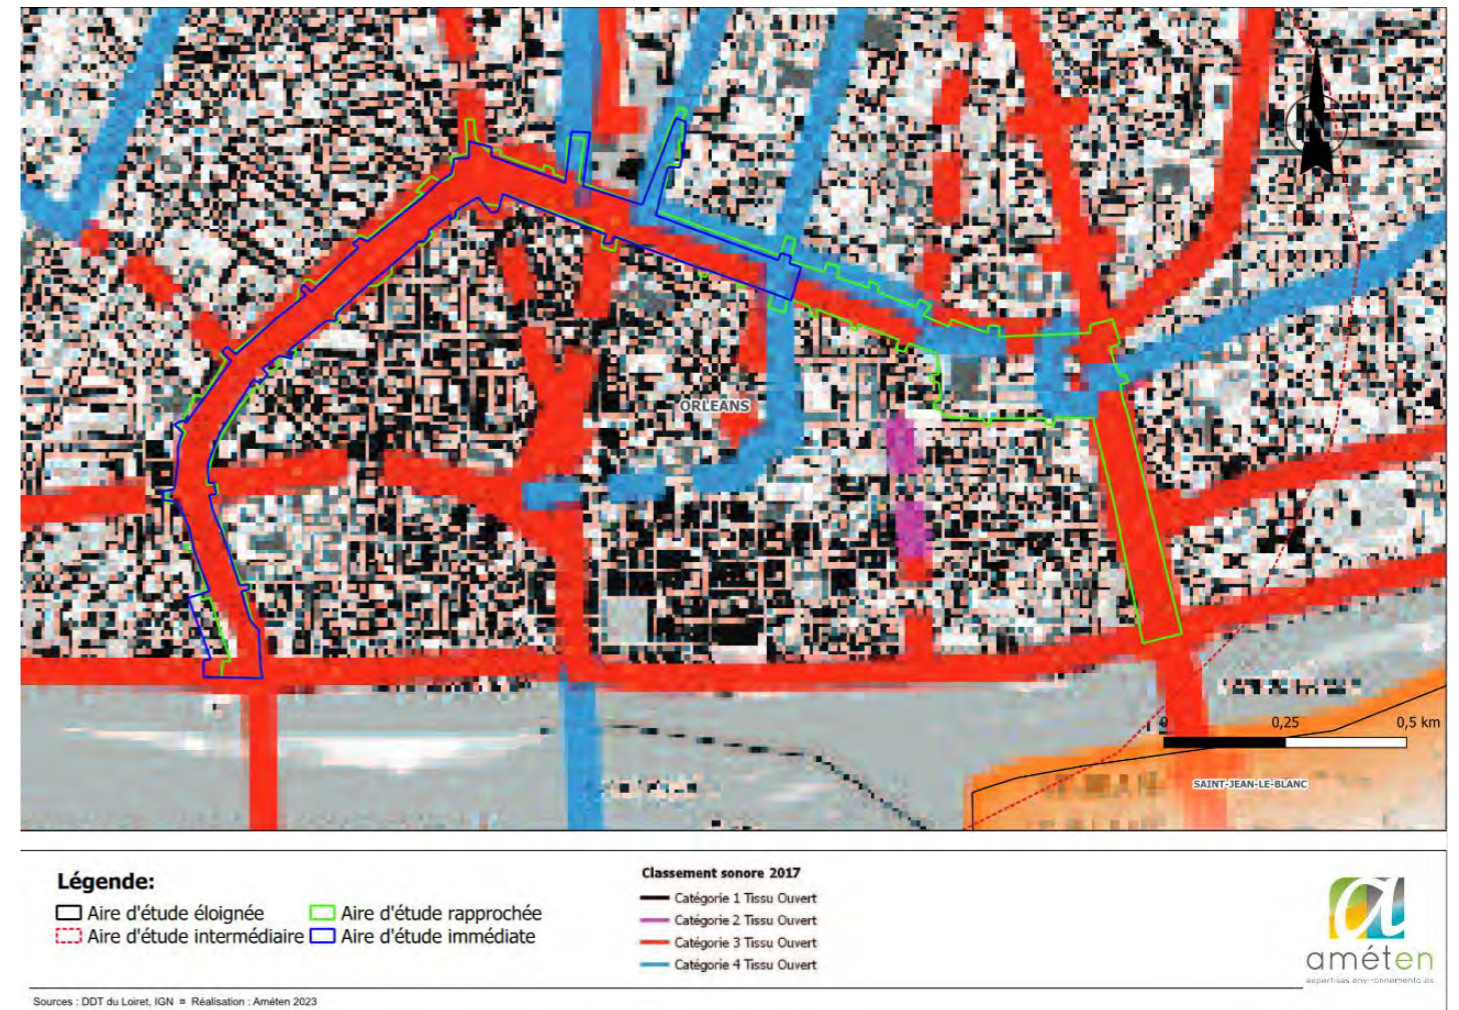 ORLEANS
0 0,25 0,5 km
SAINT-JEAN-LE-BLANC
Légende:
Aire d'étude éloignée
Aire d'étude rapprochée
Aire d'étude intermédiaire
Aire d'étude immédiate
Classement sonore 2017
Catégorie 1 Tissu Ouvert
Catégorie 2 Tissu Ouvert
Catégorie 3 Tissu Ouvert
Catégorie 4 Tissu Ouvert
améten
expertises environnementales
Sources : DDT du Loiret, IGN ¤ Réalisation : Améten 2023